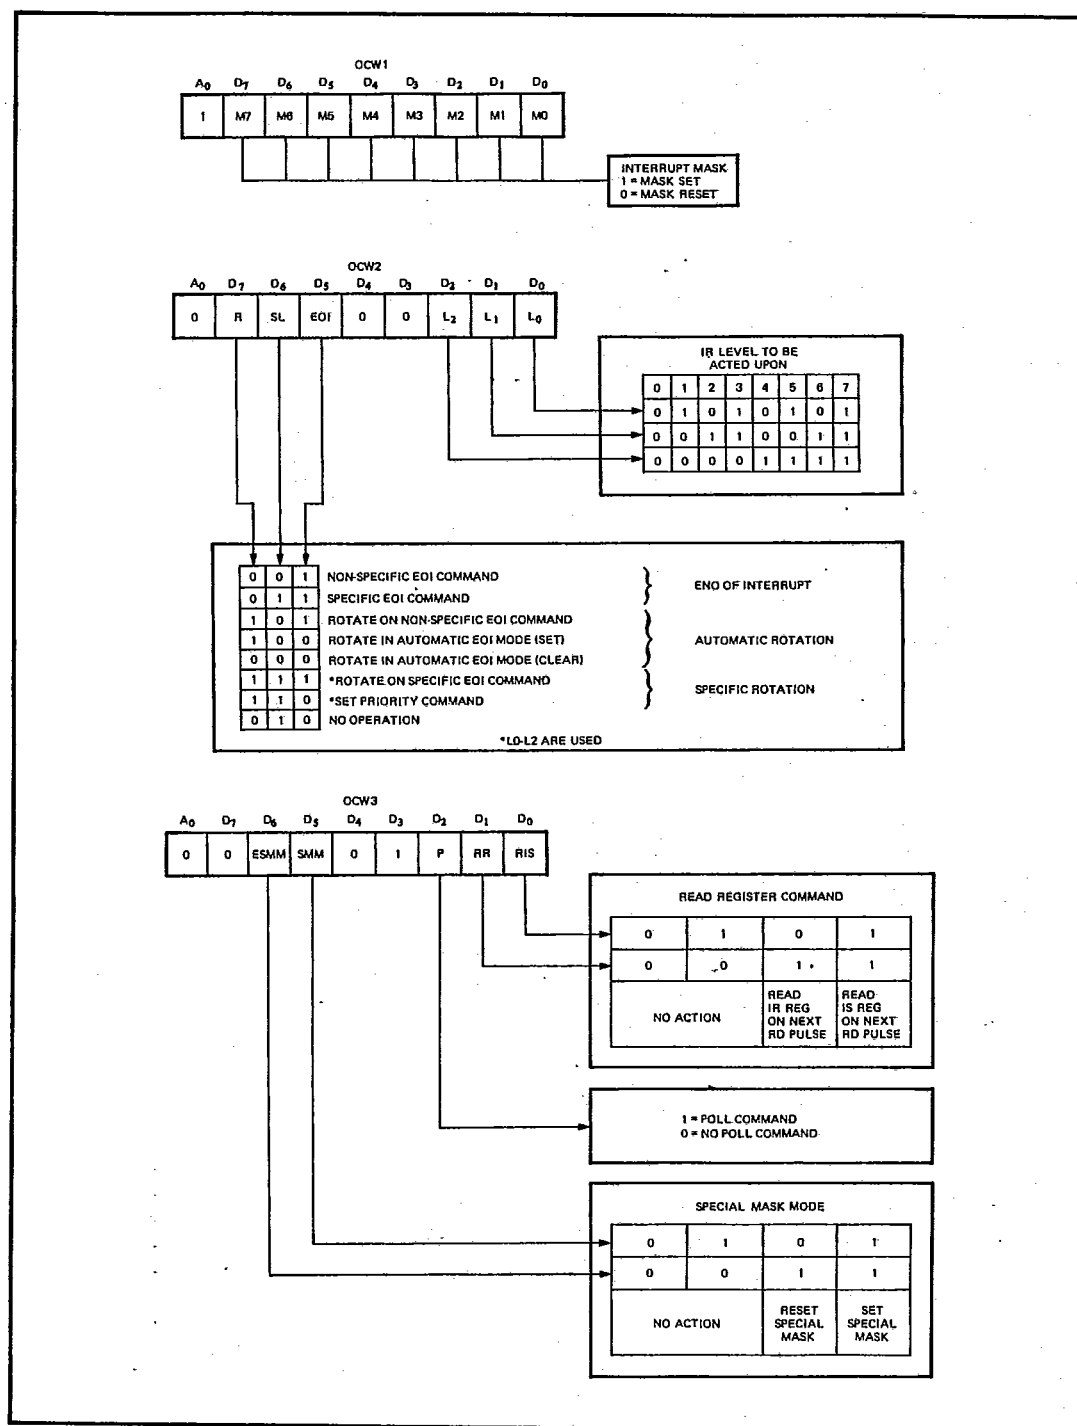 OCW1
A0 D7 D6 D5 D4 D3 D2 D1 D0
1 M7 M6 M5 M4 M3 M2 M1 M0
INTERRUPT MASK
1 = MASK SET
0 = MASK RESET
OCW2
A0 D7 D6 D5 D4 D3 D2 D1 D0
0 R SL EOI 0 0 L2 L1 L0
IR LEVEL TO BE
ACTED UPON
0 1 2 3 4 5 6 7
0 1 0 1 0 1 0 1
0 0 1 1 0 0 1 1
0 0 0 0 1 1 1 1
0 0 1 NON-SPECIFIC EOI COMMAND
0 1 1 SPECIFIC EOI COMMAND
END OF INTERRUPT
1 0 1 ROTATE ON NON-SPECIFIC EOI COMMAND
1 0 0 ROTATE IN AUTOMATIC EOI MODE (SET)
0 0 0 ROTATE IN AUTOMATIC EOI MODE (CLEAR)
AUTOMATIC ROTATION
1 1 1 *ROTATE ON SPECIFIC EOI COMMAND
1 1 0 *SET PRIORITY COMMAND
SPECIFIC ROTATION
0 1 0 NO OPERATION
*L0-L2 ARE USED
OCW3
A0 D7 D6 D5 D4 D3 D2 D1 D0
0 0 ESMM SMM 0 1 P RR RIS
READ REGISTER COMMAND
0 1 0 1
0 0 1 1
NO ACTION
READ
IR REG
ON NEXT
RD PULSE
READ
IS REG
ON NEXT
RD PULSE
1 = POLL COMMAND
0 = NO POLL COMMAND
SPECIAL MASK MODE
0 1 0 1
0 0 1 1
NO ACTION
RESET
SPECIAL
MASK
SET
SPECIAL
MASK